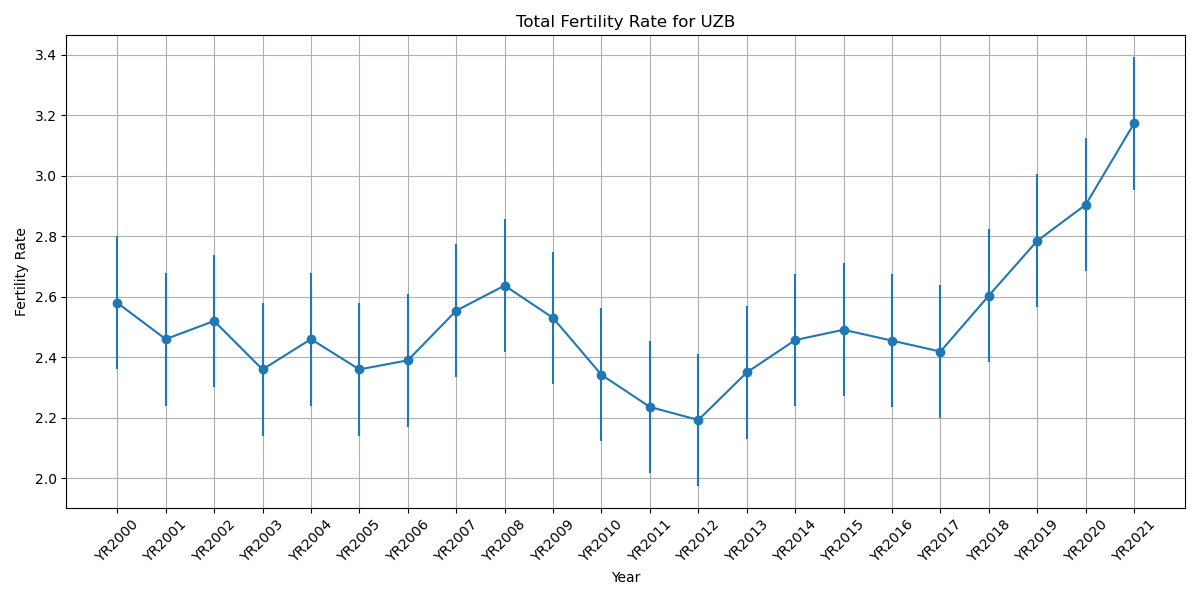 Total Fertility Rate for UZB
Fertility Rate
3.4
3.2
3.0
2.8
2.6
2.4
2.2
2.0
YR2000
YR2001
YR2002
YR2003
YR2004
YR2005
YR2006
YR2007
YR2008
YR2009
YR2010
YR2011
YR2012
YR2013
YR2014
YR2015
YR2016
YR2017
YR2018
YR2019
YR2020
YR2021
Year